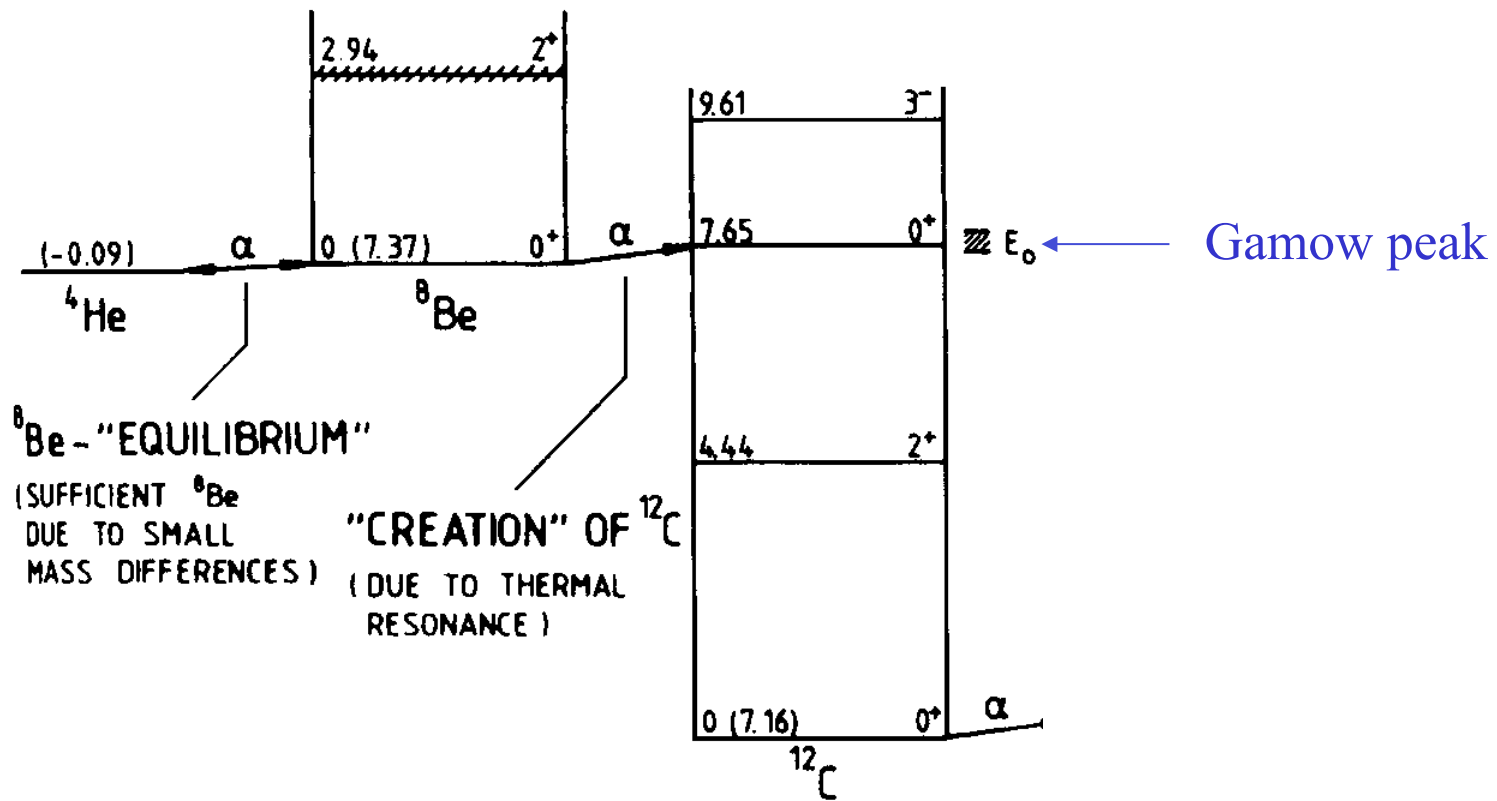 2.94 2⁺
9.61 3⁻
(-0.09) α 0 (7.37) 0⁺ α 7.65 0⁺ E₀ Gamow peak
⁴He ⁸Be
⁸Be-"EQUILIBRIUM"
(SUFFICIENT ⁸Be
DUE TO SMALL
MASS DIFFERENCES)
"CREATION" OF ¹²C
(DUE TO THERMAL
RESONANCE)
4.44 2⁺
0 (7.16) 0⁺ α
¹²C